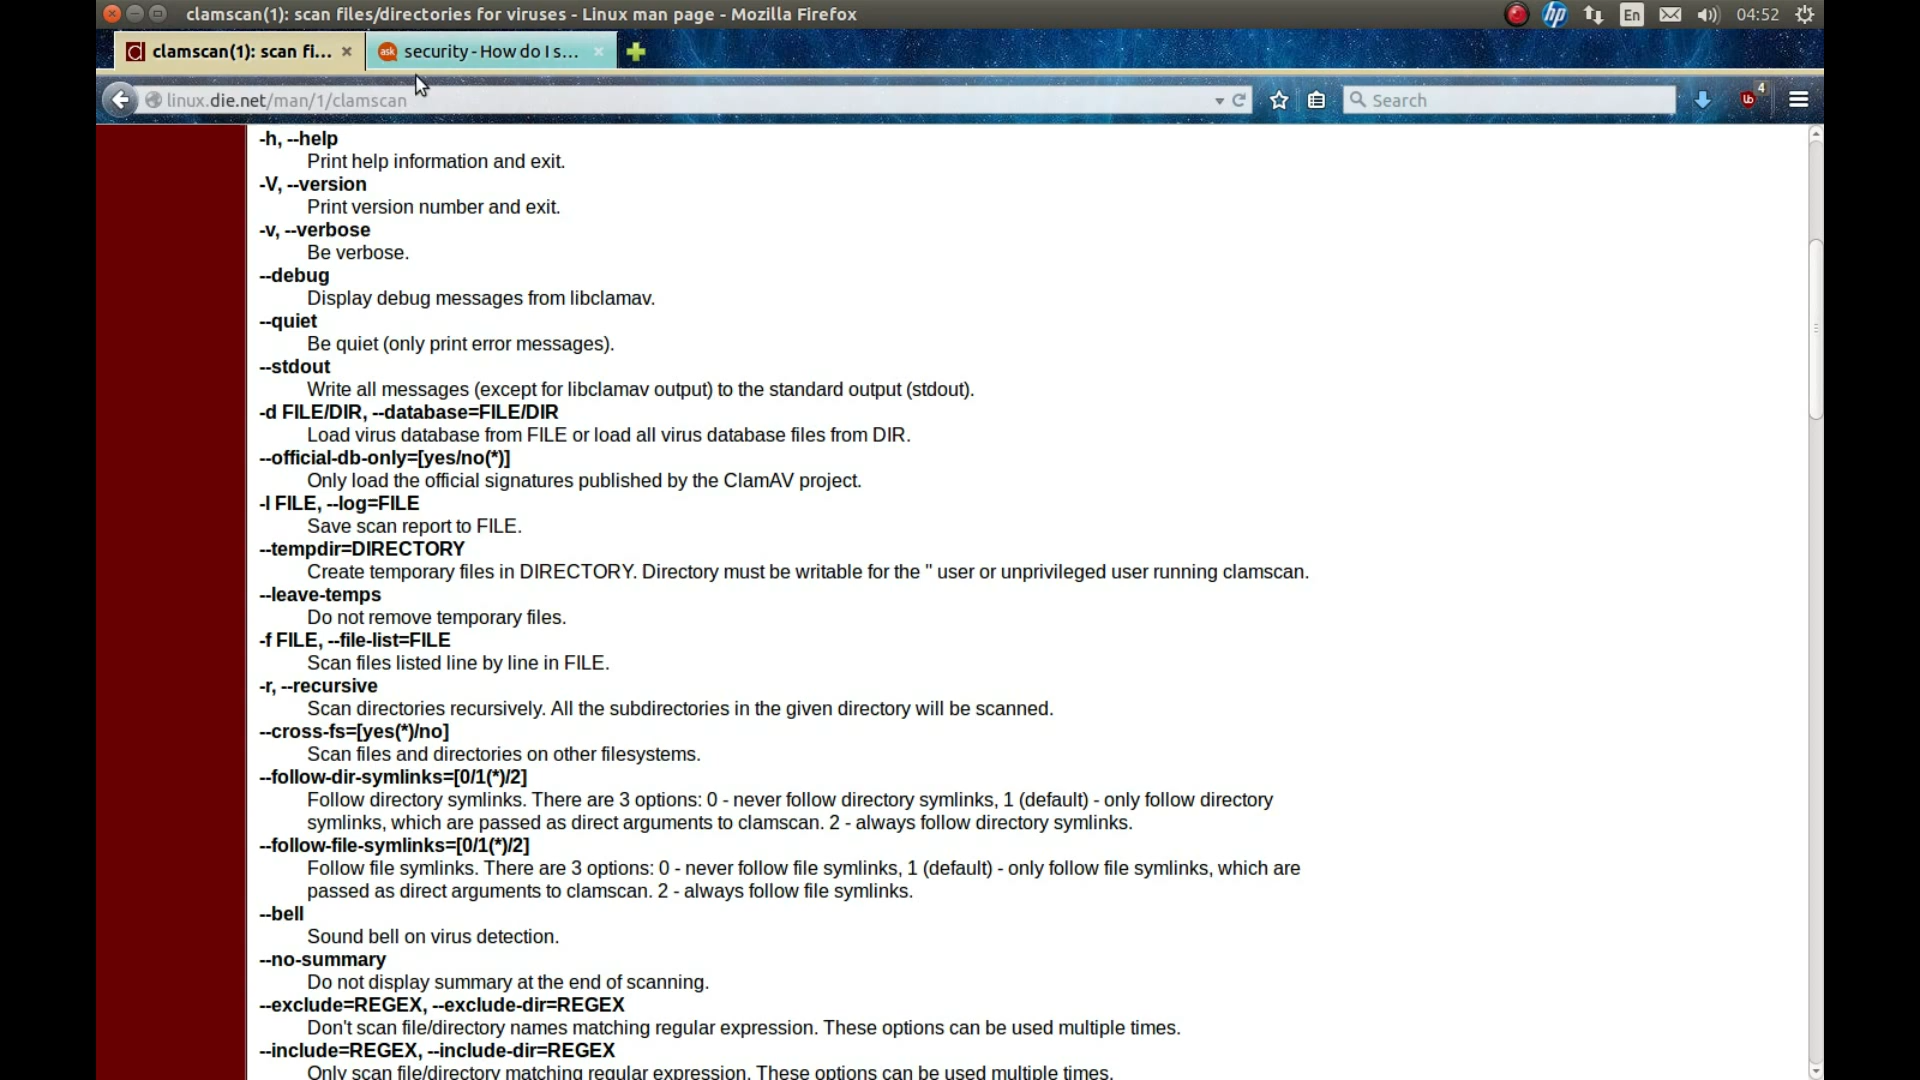 clamscan(1): scan files/directories for viruses - Linux man page - Mozilla Firefox
hp
En
04:52
clamscan(1): scan fi...
ask
security - How do I s...
linux.die.net/man/1/clamscan
Search
4
-h, --help
Print help information and exit.
-V, --version
Print version number and exit.
-v, --verbose
Be verbose.
--debug
Display debug messages from libclamav.
--quiet
Be quiet (only print error messages).
--stdout
Write all messages (except for libclamav output) to the standard output (stdout).
-d FILE/DIR, --database=FILE/DIR
Load virus database from FILE or load all virus database files from DIR.
--official-db-only=[yes/no(*)]
Only load the official signatures published by the ClamAV project.
-l FILE, --log=FILE
Save scan report to FILE.
--tempdir=DIRECTORY
Create temporary files in DIRECTORY. Directory must be writable for the '' user or unprivileged user running clamscan.
--leave-temps
Do not remove temporary files.
-f FILE, --file-list=FILE
Scan files listed line by line in FILE.
-r, --recursive
Scan directories recursively. All the subdirectories in the given directory will be scanned.
--cross-fs=[yes(*)/no]
Scan files and directories on other filesystems.
--follow-dir-symlinks=[0/1(*)/2]
Follow directory symlinks. There are 3 options: 0 - never follow directory symlinks, 1 (default) - only follow directory
symlinks, which are passed as direct arguments to clamscan. 2 - always follow directory symlinks.
--follow-file-symlinks=[0/1(*)/2]
Follow file symlinks. There are 3 options: 0 - never follow file symlinks, 1 (default) - only follow file symlinks, which are
passed as direct arguments to clamscan. 2 - always follow file symlinks.
--bell
Sound bell on virus detection.
--no-summary
Do not display summary at the end of scanning.
--exclude=REGEX, --exclude-dir=REGEX
Don't scan file/directory names matching regular expression. These options can be used multiple times.
--include=REGEX, --include-dir=REGEX
Only scan file/directory matching regular expression. These options can be used multiple times.